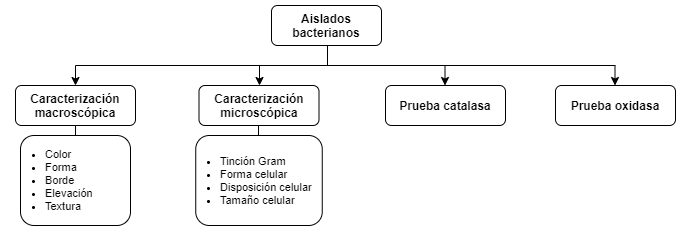 Aislados
bacterianos
Caracterización
macroscópica
Caracterización
microscópica
Prueba catalasa
Prueba oxidasa
• Color
• Forma
• Borde
• Elevación
• Textura
• Tinción Gram
• Forma celular
• Disposición celular
• Tamaño celular